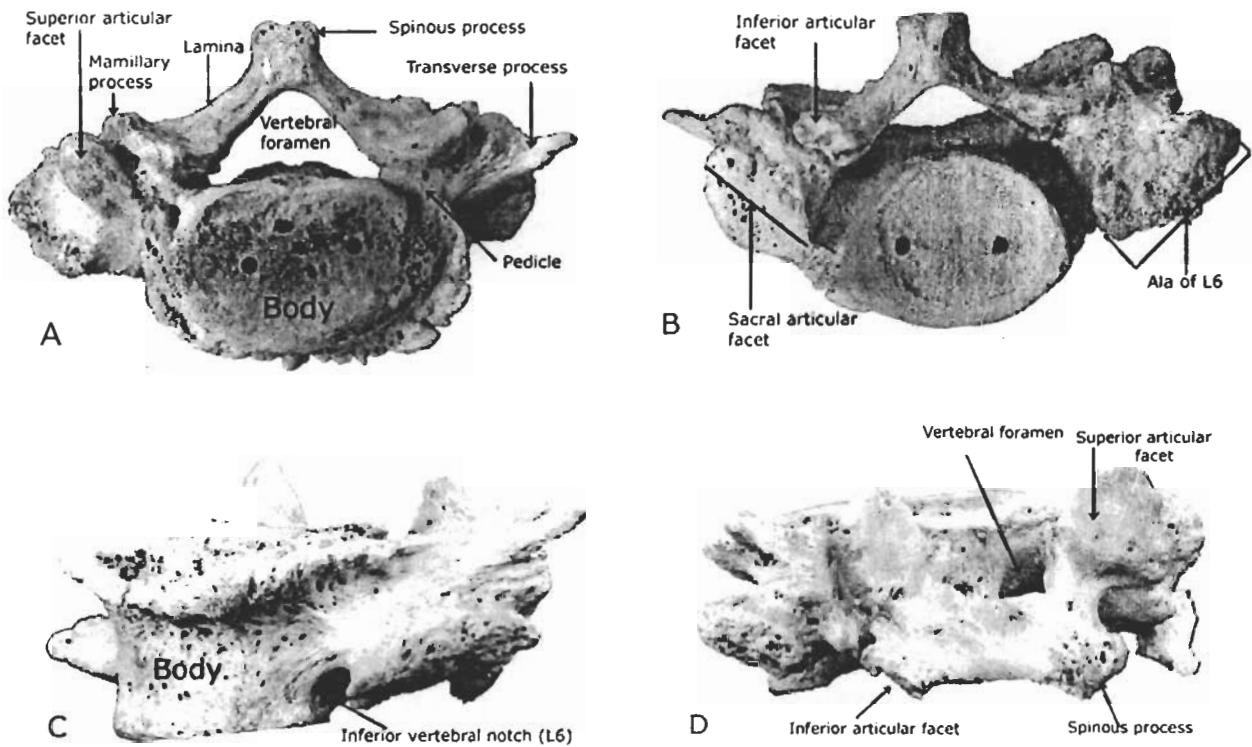 Superior articular
facet
Mamillary
process
Lamina
Spinous process
Transverse process
Vertebral
foramen
Pedicle
Body
A
Inferior articular
facet
Ala of L6
Sacral articular
facet
B
Body
C
Inferior vertebral notch (L6)
Vertebral foramen
Superior articular
facet
D
Inferior articular facet
Spinous process